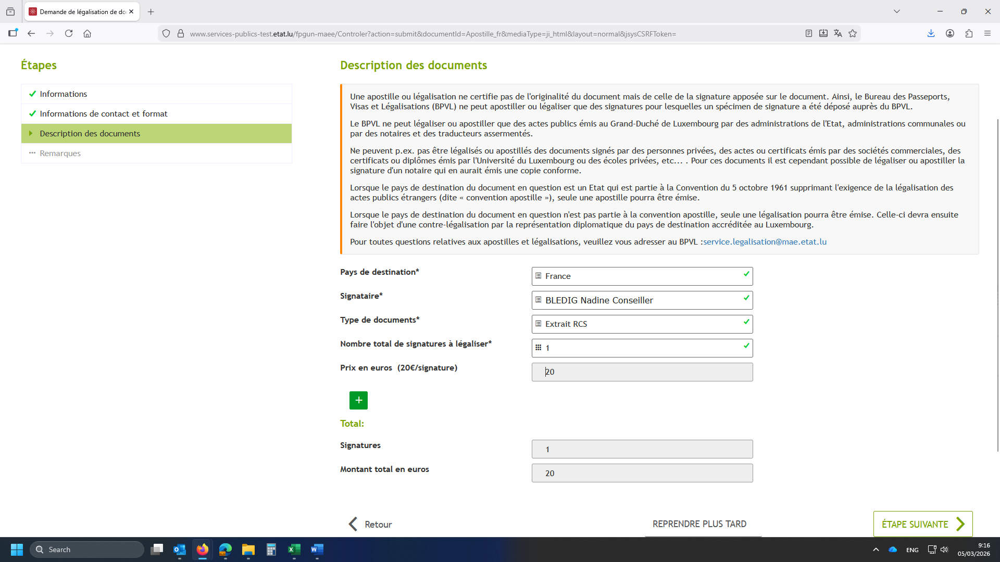 Demande de légalisation de do
www.services-publics-test.etat.lu/fpgun-maee/Controler?action=submit&documentId=Apostille_fr&mediaType=ji_html&layout=normal&jsysCSRFToken=
Étapes
Informations
Informations de contact et format
Description des documents
Remarques
Description des documents
Une apostille ou légalisation ne certifie pas de l'originalité du document mais de celle de la signature apposée sur le document. Ainsi, le Bureau des Passeports,
Visas et Légalisations (BPVL) ne peut apostiller ou légaliser que des signatures pour lesquelles un spécimen de signature a été déposé auprès du BPVL.
Le BPVL ne peut légaliser ou apostiller que des actes publics émis au Grand-Duché de Luxembourg par des administrations de l'Etat, administrations communales ou
par des notaires et des traducteurs assermentés.
Ne peuvent p.ex. pas être légalisés ou apostillés des documents signés par des personnes privées, des actes ou certificats émis par des sociétés commerciales, des
certificats ou diplômes émis par l'Université du Luxembourg ou des écoles privées, etc... . Pour ces documents il est cependant possible de légaliser ou apostiller la
signature d'un notaire qui en aurait émis une copie conforme.
Lorsque le pays de destination du document en question est un Etat qui est partie à la Convention du 5 octobre 1961 supprimant l'exigence de la légalisation des
actes publics étrangers (dite « convention apostille »), seule une apostille pourra être émise.
Lorsque le pays de destination du document en question n'est pas partie à la convention apostille, seule une légalisation pourra être émise. Celle-ci devra ensuite
faire l'objet d'une contre-légalisation par la représentation diplomatique du pays de destination accréditée au Luxembourg.
Pour toutes questions relatives aux apostilles et légalisations, veuillez vous adresser au BPVL :service.legalisation@mae.etat.lu
Pays de destination* France
Signataire* BLEDIG Nadine Conseiller
Type de documents* Extrait RCS
Nombre total de signatures à légaliser* 1
Prix en euros (20€/signature) 20
+
Total:
Signatures 1
Montant total en euros 20
Retour
REPRENDRE PLUS TARD
ÉTAPE SUIVANTE
Search
ENG
9:16
05/03/2026